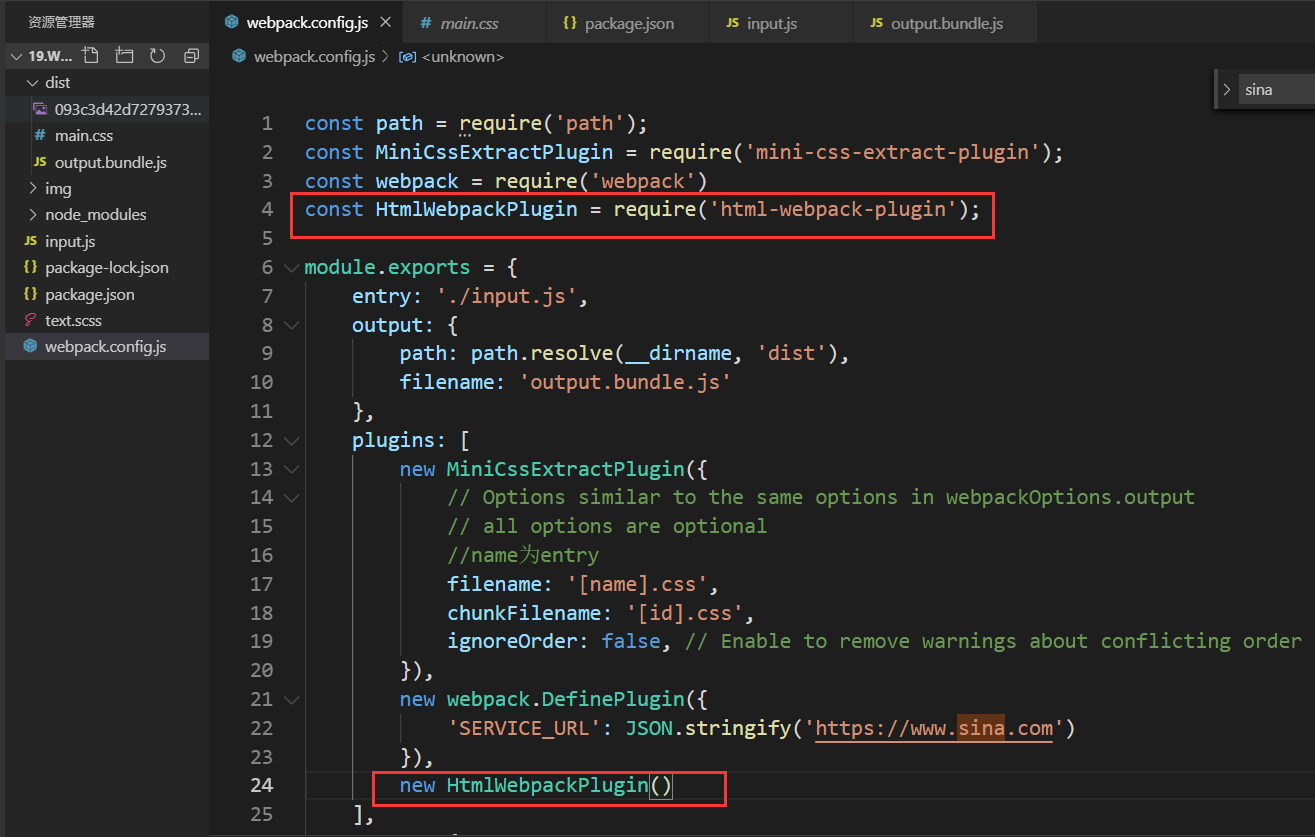 资源管理器
webpack.config.js
# main.css
{} package.json
JS input.js
JS output.bundle.js
19.W...
webpack.config.js > <unknown>
dist
093c3d42d7279373...
# main.css
JS output.bundle.js
img
node_modules
JS input.js
{} package-lock.json
{} package.json
text.scss
webpack.config.js
sina
1 const path = require('path');
2 const MiniCssExtractPlugin = require('mini-css-extract-plugin');
3 const webpack = require('webpack')
4 const HtmlWebpackPlugin = require('html-webpack-plugin');
5
6 module.exports = {
7 entry: './input.js',
8 output: {
9 path: path.resolve(__dirname, 'dist'),
10 filename: 'output.bundle.js'
11 },
12 plugins: [
13 new MiniCssExtractPlugin({
14 // Options similar to the same options in webpackOptions.output
15 // all options are optional
16 //name为entry
17 filename: '[name].css',
18 chunkFilename: '[id].css',
19 ignoreOrder: false, // Enable to remove warnings about conflicting order
20 }),
21 new webpack.DefinePlugin({
22 'SERVICE_URL': JSON.stringify('https://www.sina.com')
23 }),
24 new HtmlWebpackPlugin()
25 ],